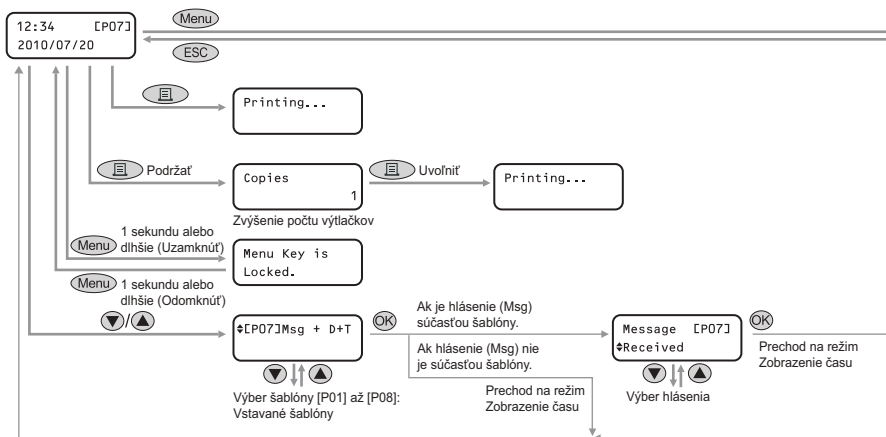 12:34 [P07]
2010/07/20
Menu
ESC
Printing...
Podržať
Copies
1
Uvoľniť
Printing...
Zvýšenie počtu výtlačkov
1 sekundu alebo
Menu dlhšie (Uzamknúť)
Menu Key is
Locked.
Menu 1 sekundu alebo
dlhšie (Odomknúť)
▼/▲
[P07]Msg + D+T
OK
Ak je hlásenie (Msg)
súčasťou šablóny.
Ak hlásenie (Msg) nie
je súčasťou šablóny.
Message [P07]
Received
OK
Prechod na režim
Zobrazenie času
▼ ▲
Výber šablóny [P01] až [P08]:
Vstavané šablóny
Prechod na režim
Zobrazenie času
▼ ▲
Výber hlásenia